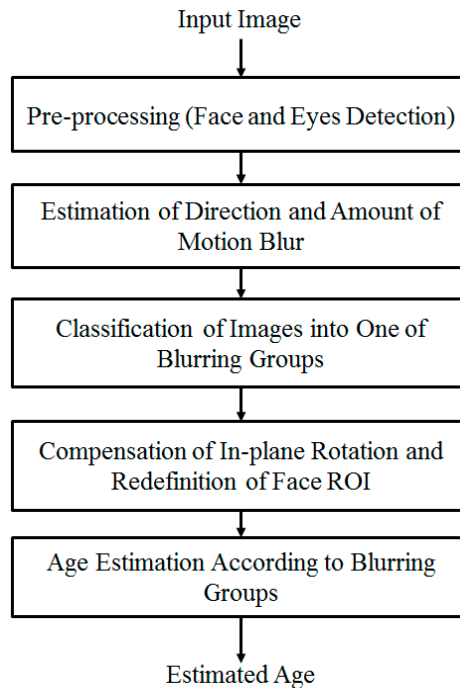 Input Image
Pre-processing (Face and Eyes Detection)
Estimation of Direction and Amount of
Motion Blur
Classification of Images into One of
Blurring Groups
Compensation of In-plane Rotation and
Redefinition of Face ROI
Age Estimation According to Blurring
Groups
Estimated Age